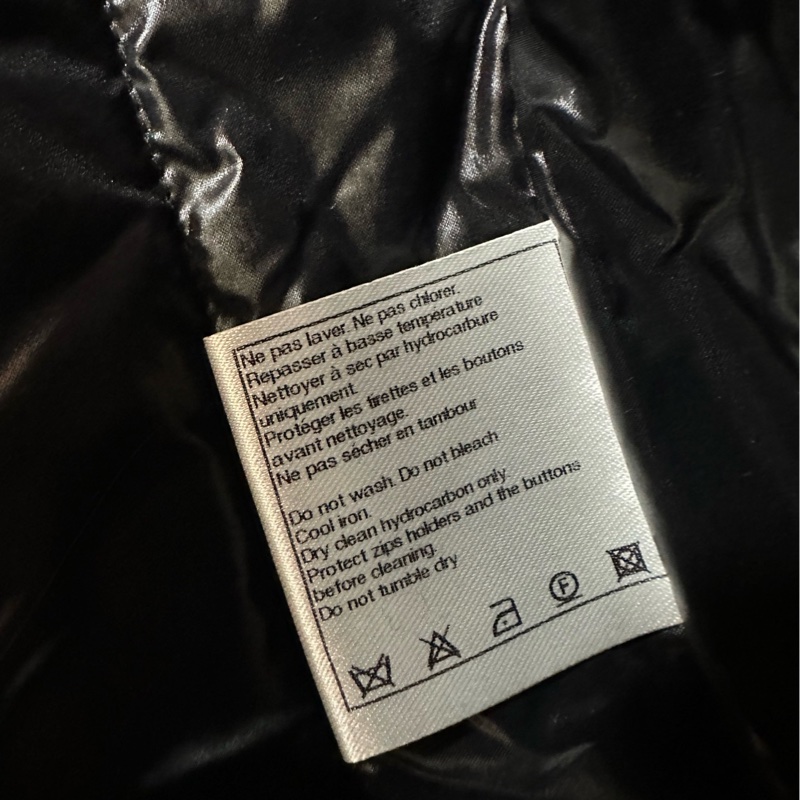 Ne pas laver. Ne pas chlorer.
Repasser à basse temperature
Nettoyer à sec par hydrocarbure
uniquement.
Protéger les tirettes et les boutons
avant nettoyage.
Ne pas sécher en tambour
Do not wash. Do not bleach
Cool iron.
Dry clean hydrocarbon only
Protect zips holders and the buttons
before cleaning.
Do not tumble dry
F